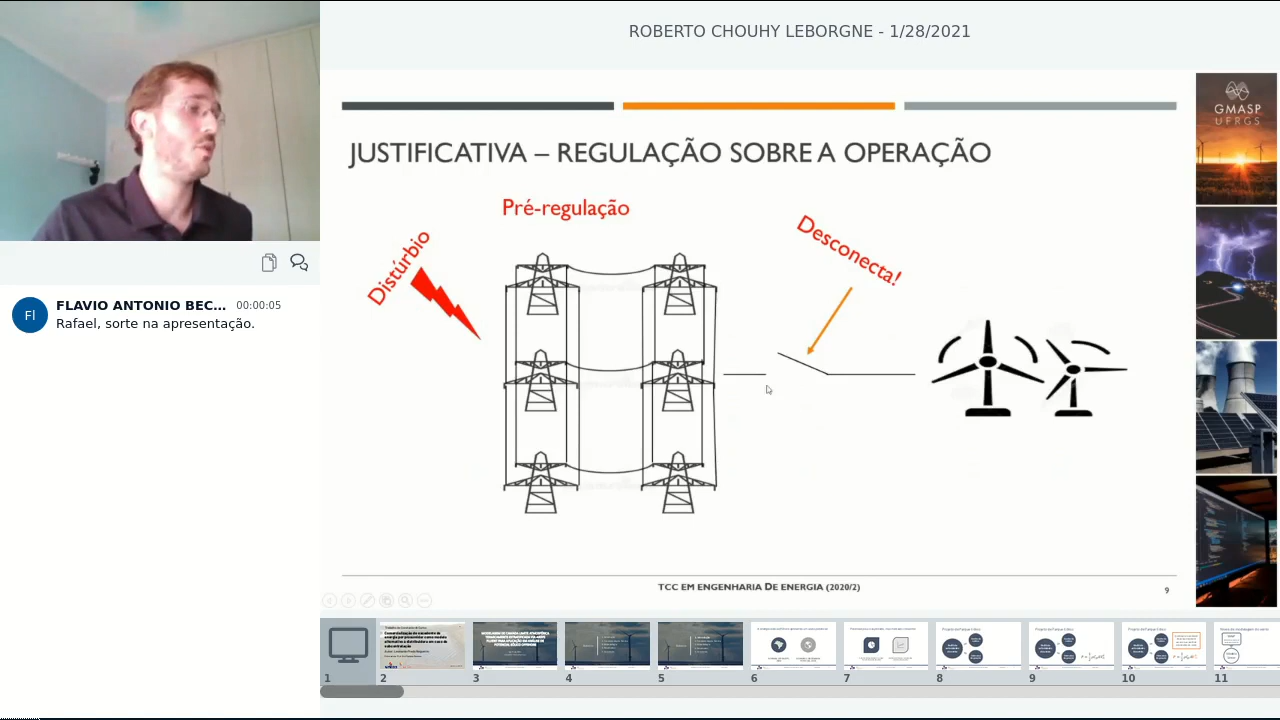 ROBERTO CHOUHY LEBORGNE - 1/28/2021
GMASP
UFRGS
JUSTIFICATIVA – REGULAÇÃO SOBRE A OPERAÇÃO
Pré-regulação
Distúrbio
Desconecta!
Fl
FLAVIO ANTONIO BEC... 00:00:05
Rafael, sorte na apresentação.
TCC EM ENGENHARIA DE ENERGIA (2020/2)
9
1
2
3
4
5
6
7
8
9
10
11